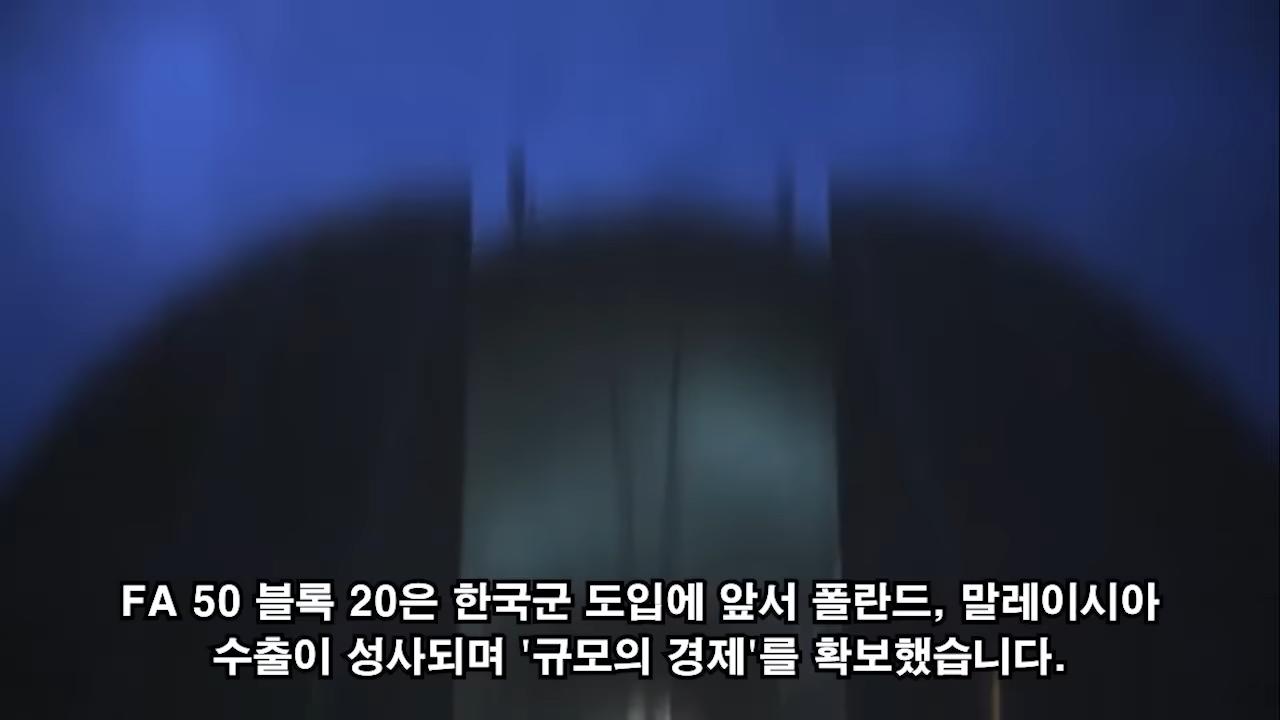 FA 50 블록 20은 한국군 도입에 앞서 폴란드, 말레이시아
수출이 성사되며 '규모의 경제'를 확보했습니다.